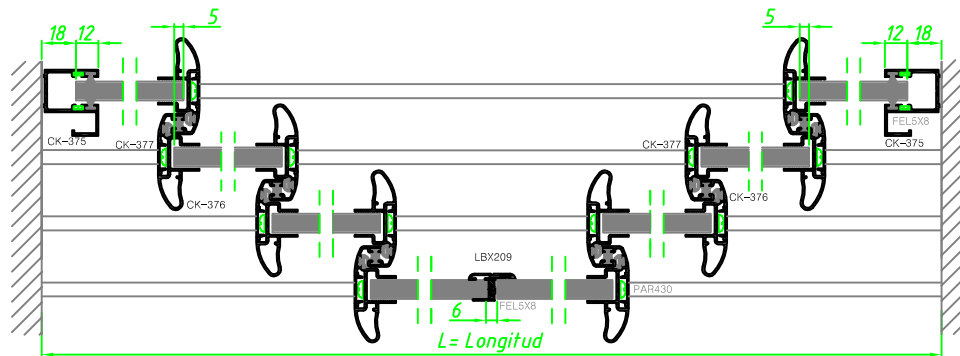 5
5
18
12
12
18
FEL5X8
CK-375
CK-377
CK-377
CK-375
CK-376
CK-376
LBX209
PAR430
FEL5X8
6
L= Longitud